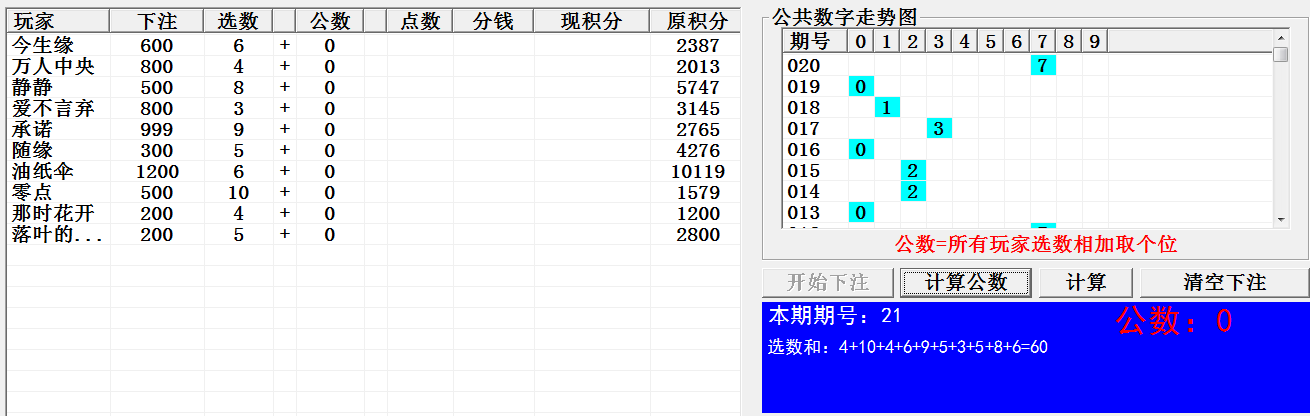 玩家 下注 选数 公数 点数 分钱 现积分 原积分
今生缘 600 6 + 0 2387
万人中央 800 4 + 0 2013
静静 500 8 + 0 5747
爱不言弃 800 3 + 0 3145
承诺 999 9 + 0 2765
随缘 300 5 + 0 4276
油纸伞 1200 6 + 0 10119
零点 500 10 + 0 1579
那时花开 200 4 + 0 1200
落叶的... 200 5 + 0 2800
公共数字走势图
期号 0 1 2 3 4 5 6 7 8 9
020 7
019 0
018 1
017 3
016 0
015 2
014 2
013 0
公数=所有玩家选数相加取个位
开始下注 计算公数 计算 清空下注
本期期号：21
公数：0
选数和：4+10+4+6+9+5+3+5+8+6=60